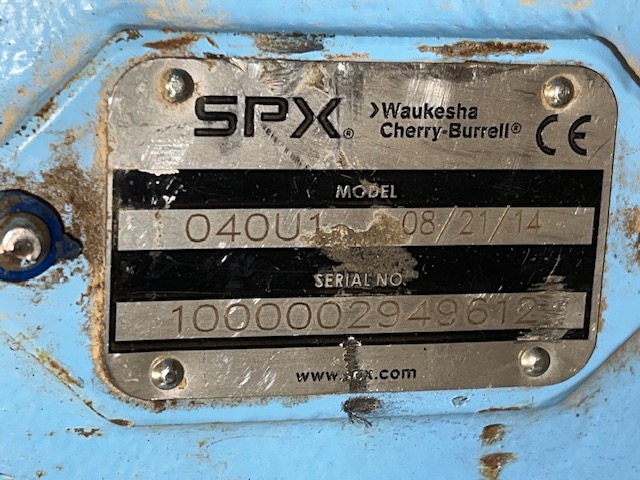 SPX® >Waukesha
Cherry-Burrell® CE
MODEL
040U1 08/21/14
SERIAL NO.
1000002949612
www.spx.com